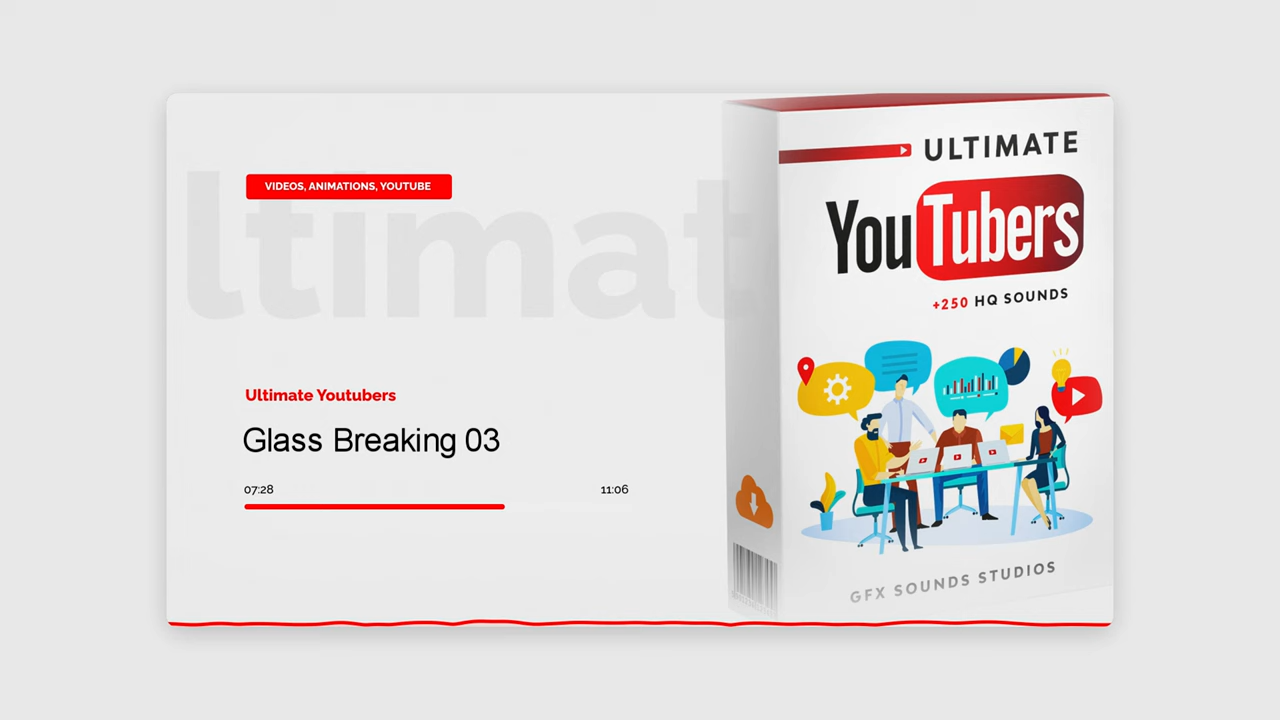 VIDEOS, ANIMATIONS, YOUTUBE
ltimat
Ultimate Youtubers
Glass Breaking 03
07:28
11:06
ULTIMATE
YouTubers
+250 HQ SOUNDS
GFX SOUNDS STUDIOS